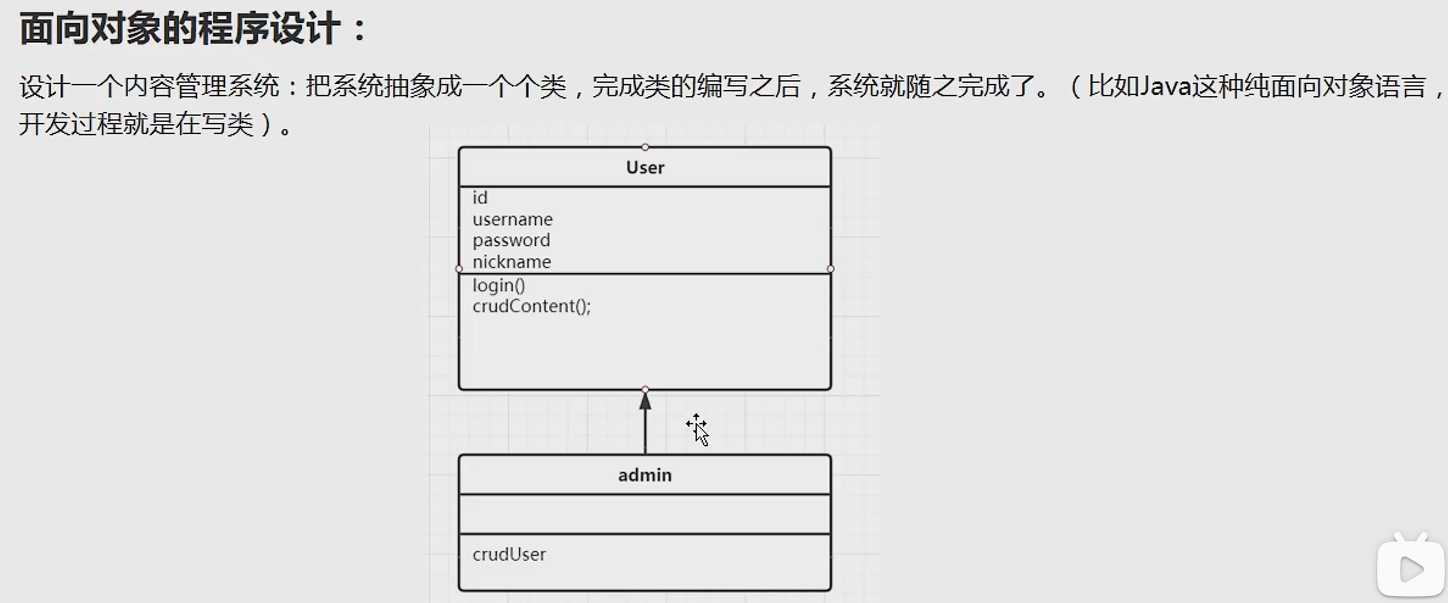 面向对象的程序设计：
设计一个内容管理系统：把系统抽象成一个个类，完成类的编写之后，系统就随之完成了。（比如Java这种纯面向对象语言，
开发过程就是在写类）。
User
id
username
password
nickname
login()
crudContent();
admin
crudUser